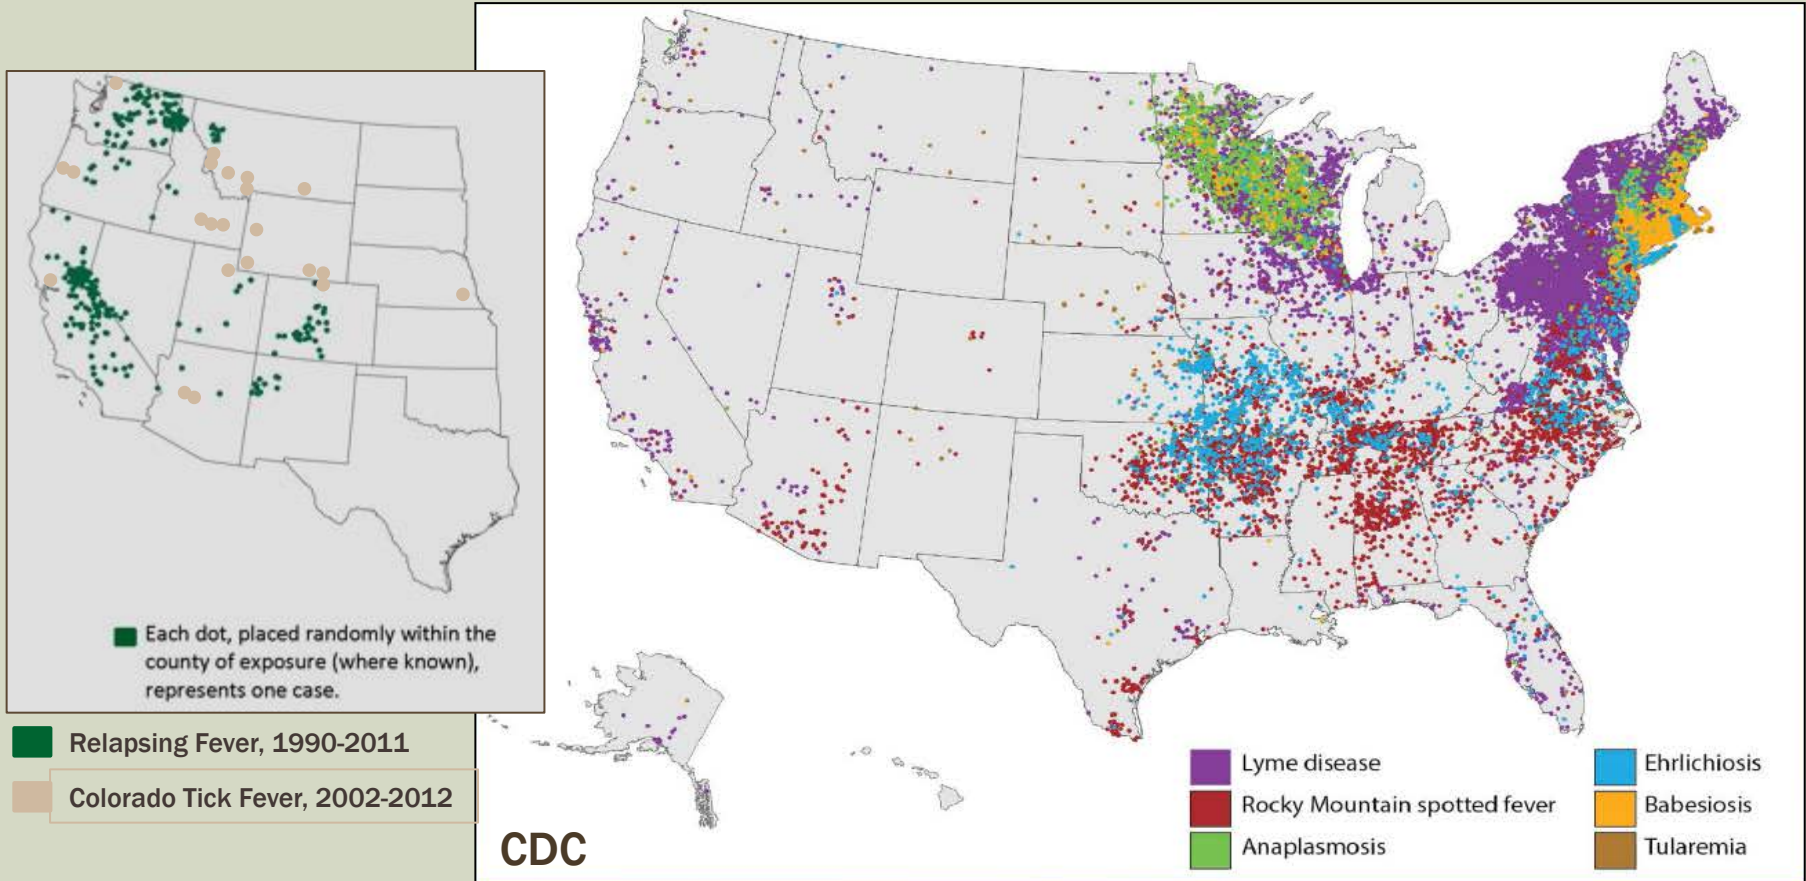 Each dot, placed randomly within the
county of exposure (where known),
represents one case.
Relapsing Fever, 1990-2011
Colorado Tick Fever, 2002-2012
CDC
Lyme disease
Rocky Mountain spotted fever
Anaplasmosis
Ehrlichiosis
Babesiosis
Tularemia